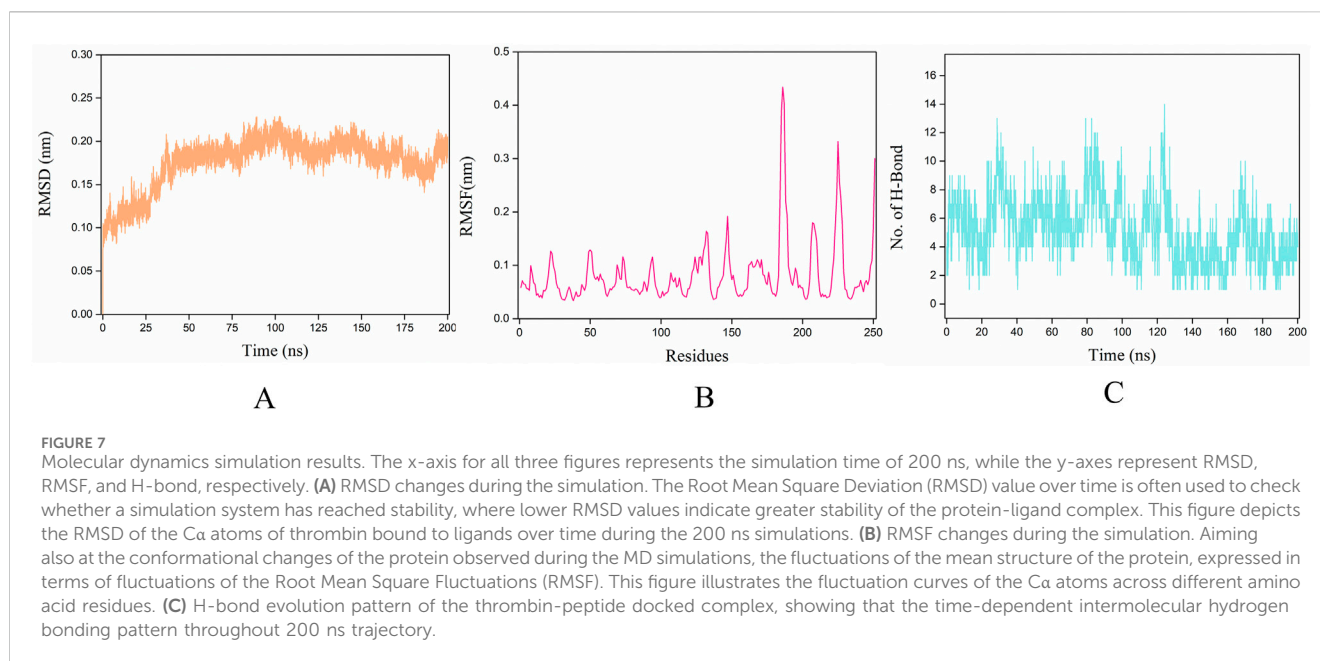 0.30
0.25
0.20
0.15
0.10
0.05
0.00
RMSD (nm)
0 25 50 75 100 125 150 175 200
Time (ns)
A
0.5
0.4
0.3
0.1
0.0
RMSF(nm)
0 50 100 150 200 250
Residues
B
16
14
12
10
8
6
4
2
0
No. of H-Bond
0 20 40 60 80 100 120 140 160 180 200
Time (ns)
C
FIGURE 7
Molecular dynamics simulation results. The x-axis for all three figures represents the simulation time of 200 ns, while the y-axes represent RMSD,
RMSF, and H-bond, respectively. (A) RMSD changes during the simulation. The Root Mean Square Deviation (RMSD) value over time is often used to check
whether a simulation system has reached stability, where lower RMSD values indicate greater stability of the protein-ligand complex. This figure depicts
the RMSD of the Cα atoms of thrombin bound to ligands over time during the 200 ns simulations. (B) RMSF changes during the simulation. Aiming
also at the conformational changes of the protein observed during the MD simulations, the fluctuations of the mean structure of the protein, expressed in
terms of fluctuations of the Root Mean Square Fluctuations (RMSF). This figure illustrates the fluctuation curves of the Cα atoms across different amino
acid residues. (C) H-bond evolution pattern of the thrombin-peptide docked complex, showing that the time-dependent intermolecular hydrogen
bonding pattern throughout 200 ns trajectory.